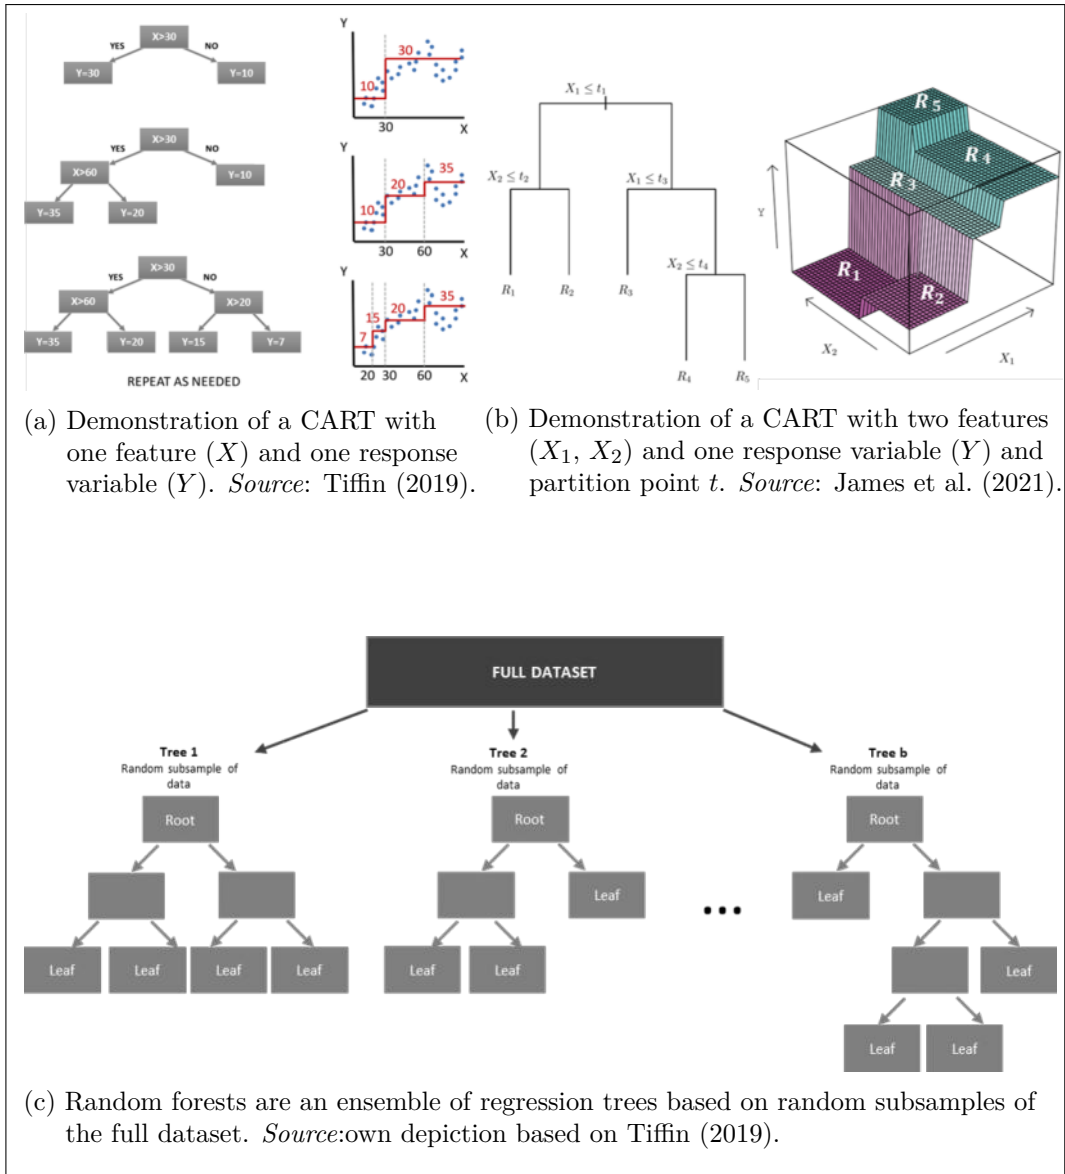 X>30
YES
NO
Y=30
Y=10
Y
10
30
30
X
X>30
YES
NO
X>60
Y=10
Y=35
Y=20
Y
10
20
35
30
60
X
X>30
YES
NO
X>60
X>20
Y=35
Y=20
Y=15
Y=7
REPEAT AS NEEDED
Y
7
15
20
35
20
30
60
X
X₁ ≤ t₁
X₂ ≤ t₂
X₁ ≤ t₃
X₂ ≤ t₄
R₁
R₂
R₃
R₄
R₅
R₅
R₄
R₃
R₁
R₂
Y
X₂
X₁
(a) Demonstration of a CART with
one feature (X) and one response
variable (Y). Source: Tiffin (2019).
(b) Demonstration of a CART with two features
(X₁, X₂) and one response variable (Y) and
partition point t. Source: James et al. (2021).
FULL DATASET
Tree 1
Random subsample of
data
Root
Leaf
Leaf
Leaf
Leaf
Tree 2
Random subsample of
data
Root
Leaf
Leaf
Leaf
...
Tree b
Random subsample of
data
Root
Leaf
Leaf
Leaf
Leaf
(c) Random forests are an ensemble of regression trees based on random subsamples of
the full dataset. Source:own depiction based on Tiffin (2019).